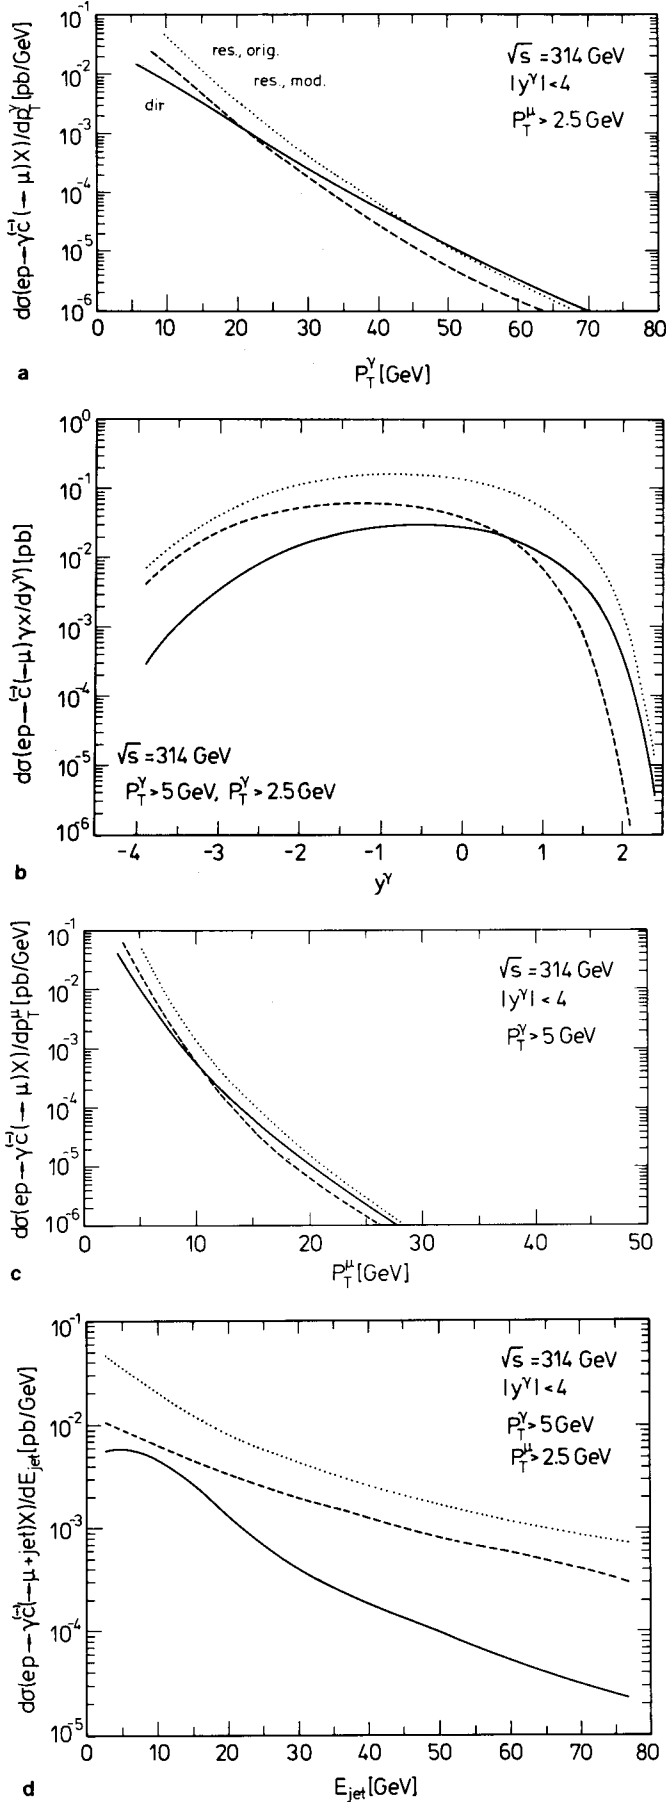 dσ(ep→γc⁽⁻⁾(→μ)X)/dp_T^γ[pb/GeV]
10⁻¹
10⁻²
10⁻³
10⁻⁴
10⁻⁵
10⁻⁶
res., orig.
res., mod.
dir
√s = 314 GeV
|y^γ| < 4
P_T^μ > 2.5 GeV
0 10 20 30 40 50 60 70 80
P_T^γ [GeV]
a
dσ(ep→c⁽⁻⁾(→μ)γx/dy^γ) [pb]
10⁰
10⁻¹
10⁻²
10⁻³
10⁻⁴
10⁻⁵
10⁻⁶
√s = 314 GeV
P_T^γ > 5 GeV, P_T^γ > 2.5 GeV
-4 -3 -2 -1 0 1 2
y^γ
b
dσ(ep→γc⁽⁻⁾(→μ)X)/dp_T^μ[pb/GeV]
10⁻¹
10⁻²
10⁻³
10⁻⁴
10⁻⁵
10⁻⁶
√s = 314 GeV
|y^γ| < 4
P_T^γ > 5 GeV
0 10 20 30 40 50
P_T^μ [GeV]
c
dσ(ep→γc⁽⁻⁾(→μ+jet)X)/dE_jet[pb/GeV]
10⁻¹
10⁻²
10⁻³
10⁻⁴
10⁻⁵
√s = 314 GeV
|y^γ| < 4
P_T^γ > 5 GeV
P_T^μ > 2.5 GeV
0 10 20 30 40 50 60 70 80
E_jet [GeV]
d